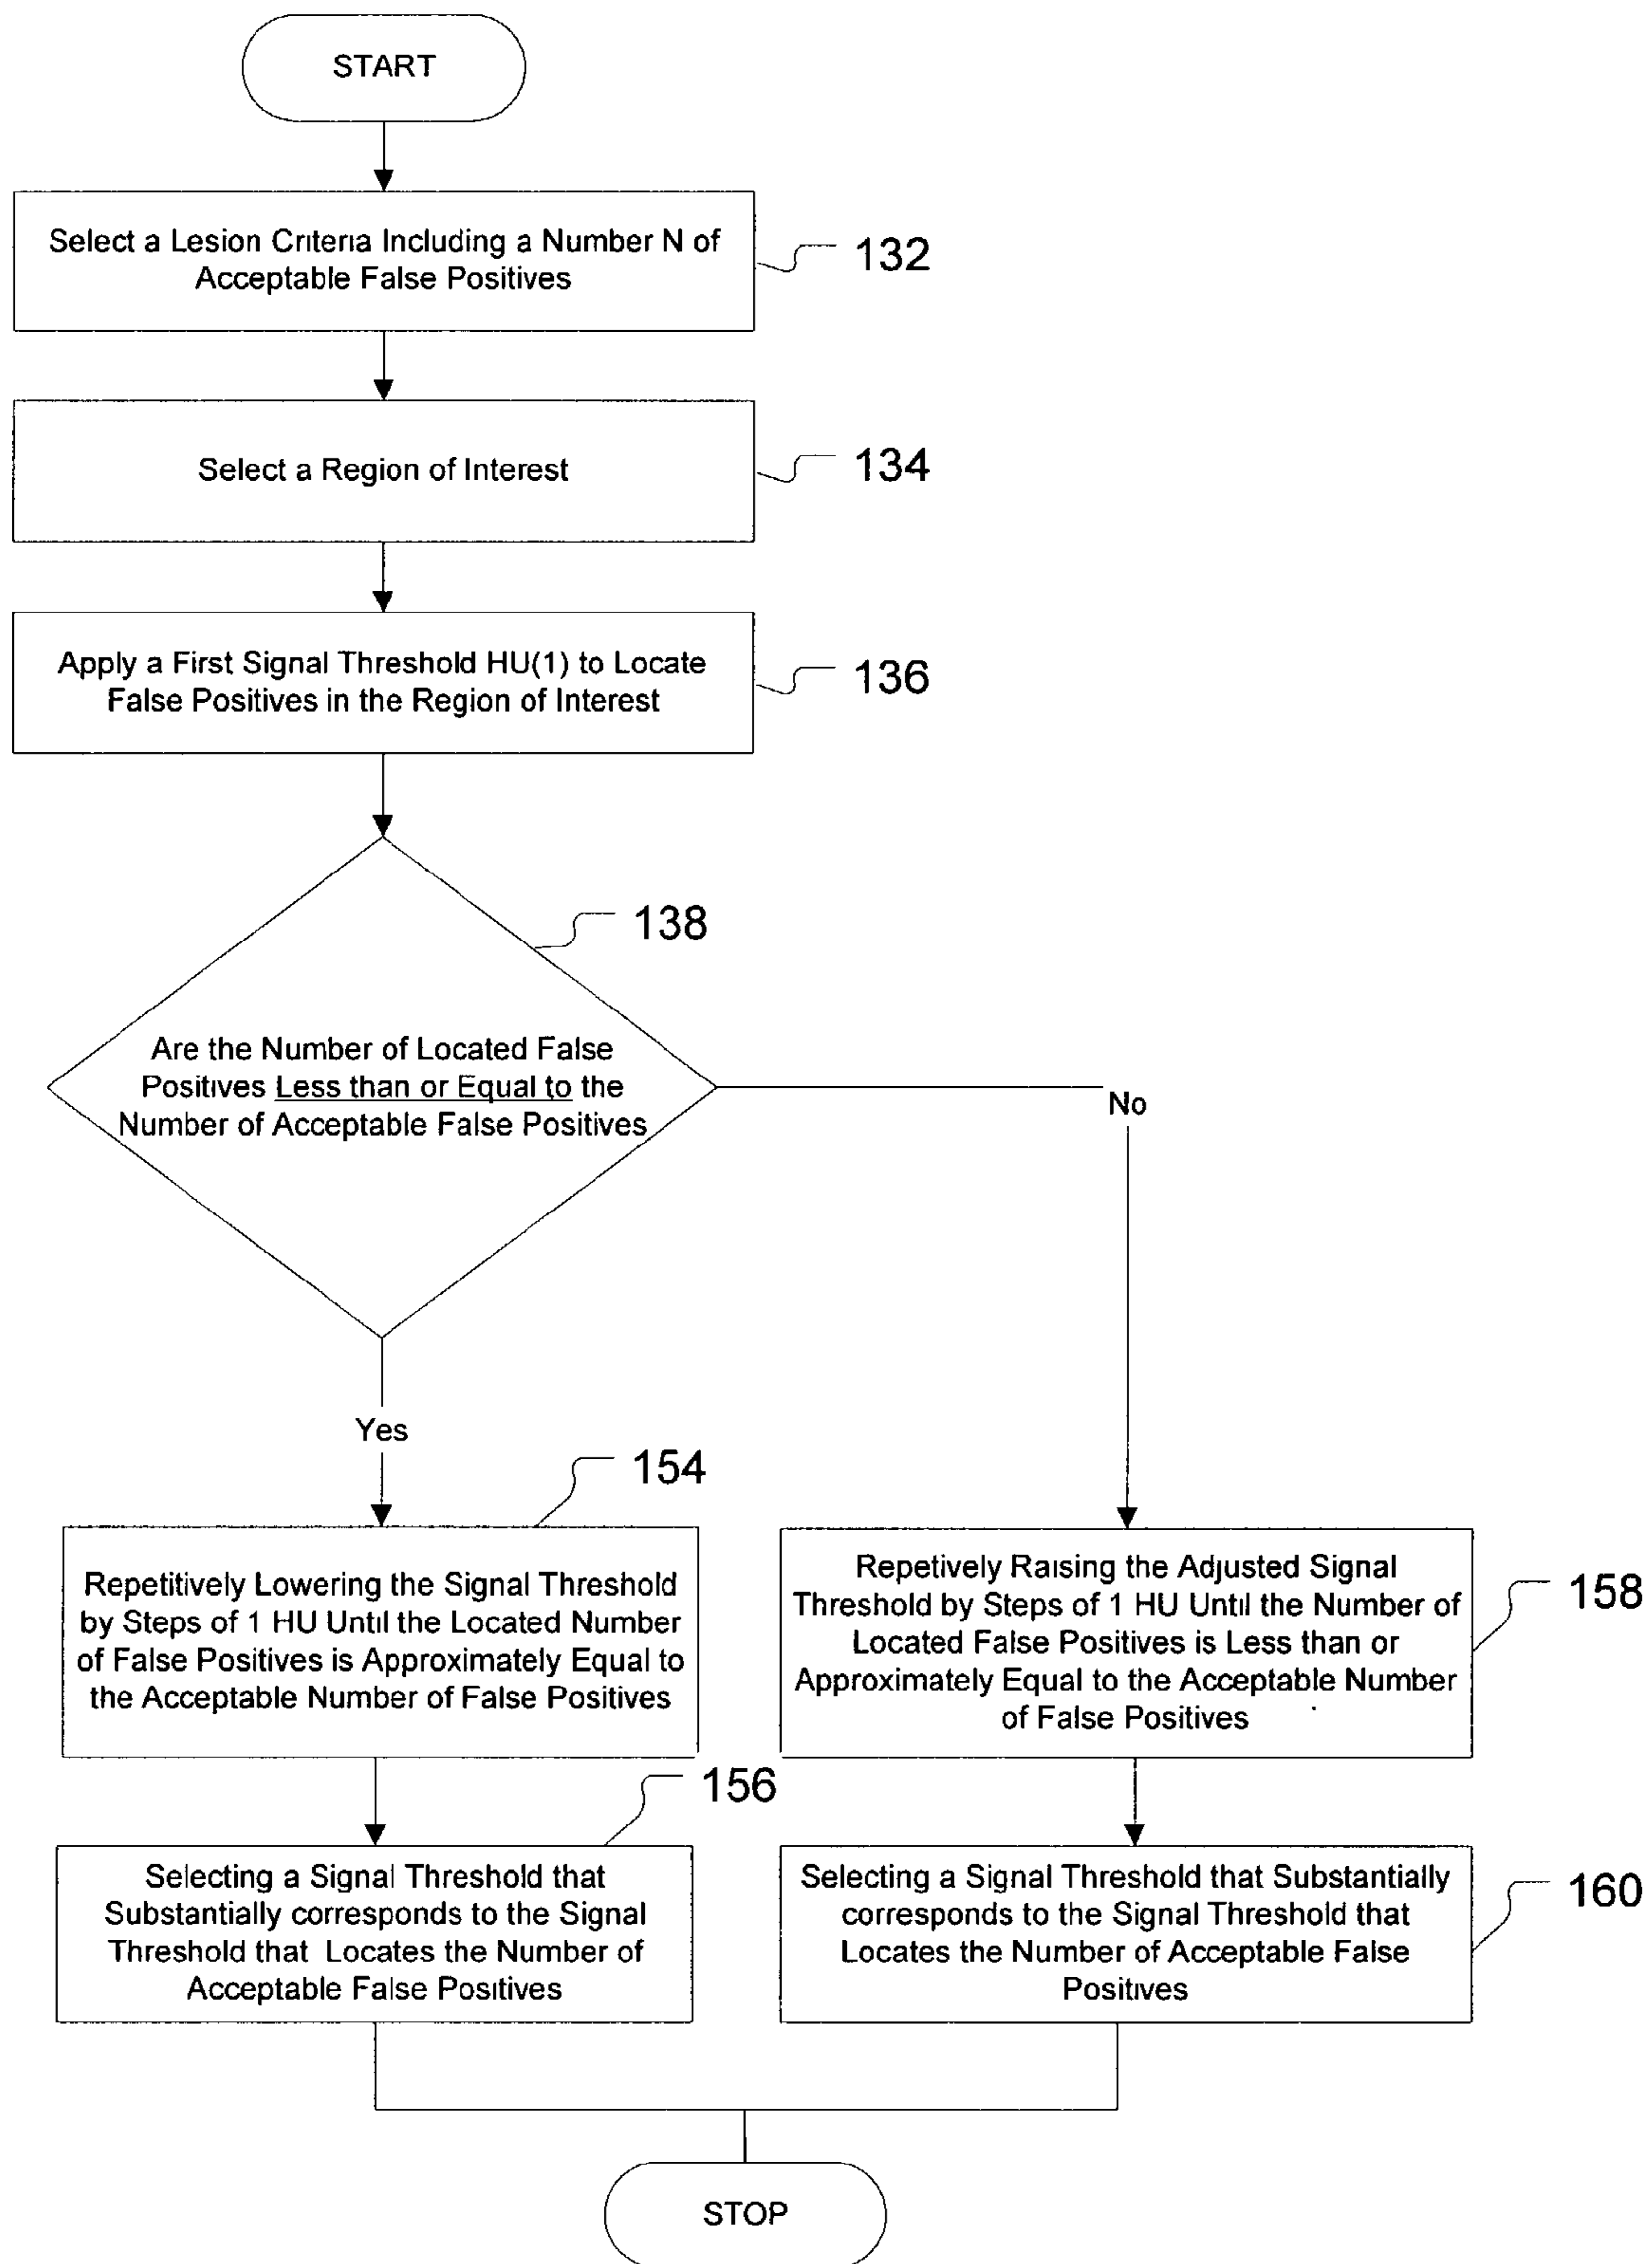 START
Select a Lesion Criteria Including a Number N of
Acceptable False Positives
132
Select a Region of Interest
134
Apply a First Signal Threshold HU(1) to Locate
False Positives in the Region of Interest
136
138
Are the Number of Located False
Positives Less than or Equal to the
Number of Acceptable False Positives
No
Yes
154
Repetitively Lowering the Signal Threshold
by Steps of 1 HU Until the Located Number
of False Positives is Approximately Equal to
the Acceptable Number of False Positives
Repetively Raising the Adjusted Signal
Threshold by Steps of 1 HU Until the Number of
Located False Positives is Less than or
Approximately Equal to the Acceptable Number
of False Positives
158
156
Selecting a Signal Threshold that
Substantially corresponds to the Signal
Threshold that Locates the Number of
Acceptable False Positives
Selecting a Signal Threshold that Substantially
corresponds to the Signal Threshold that
Locates the Number of Acceptable False
Positives
160
STOP